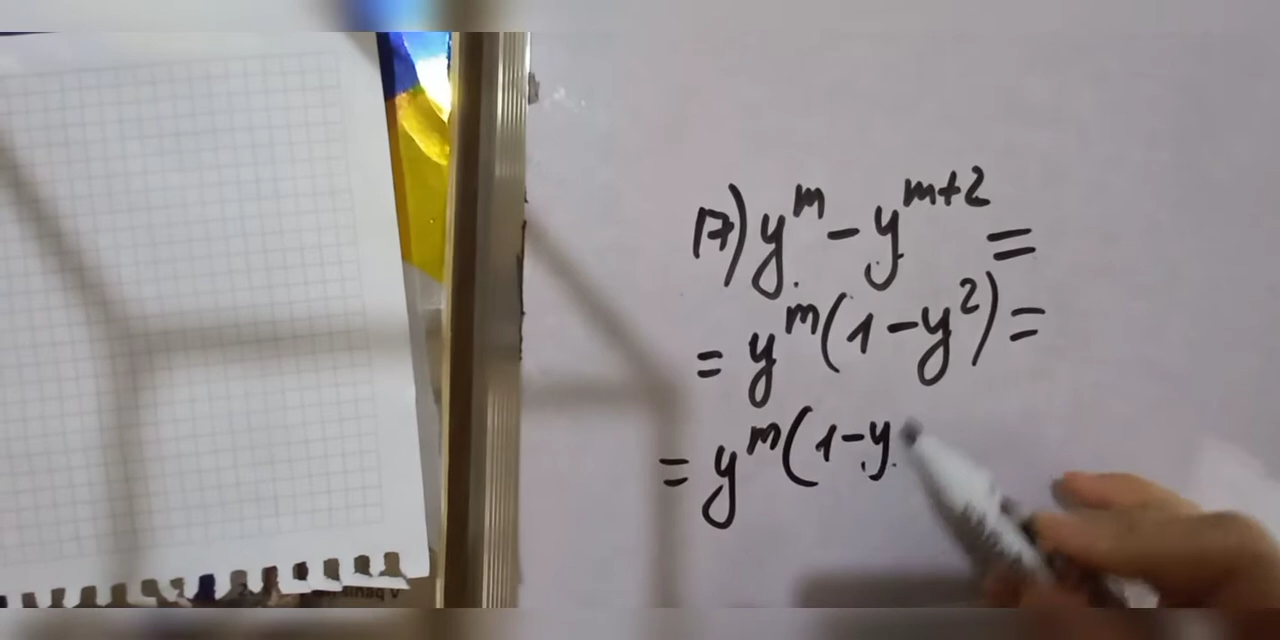 17) y^m - y^{m+2} =
= y^m (1 - y^2) =
= y^m (1 - y